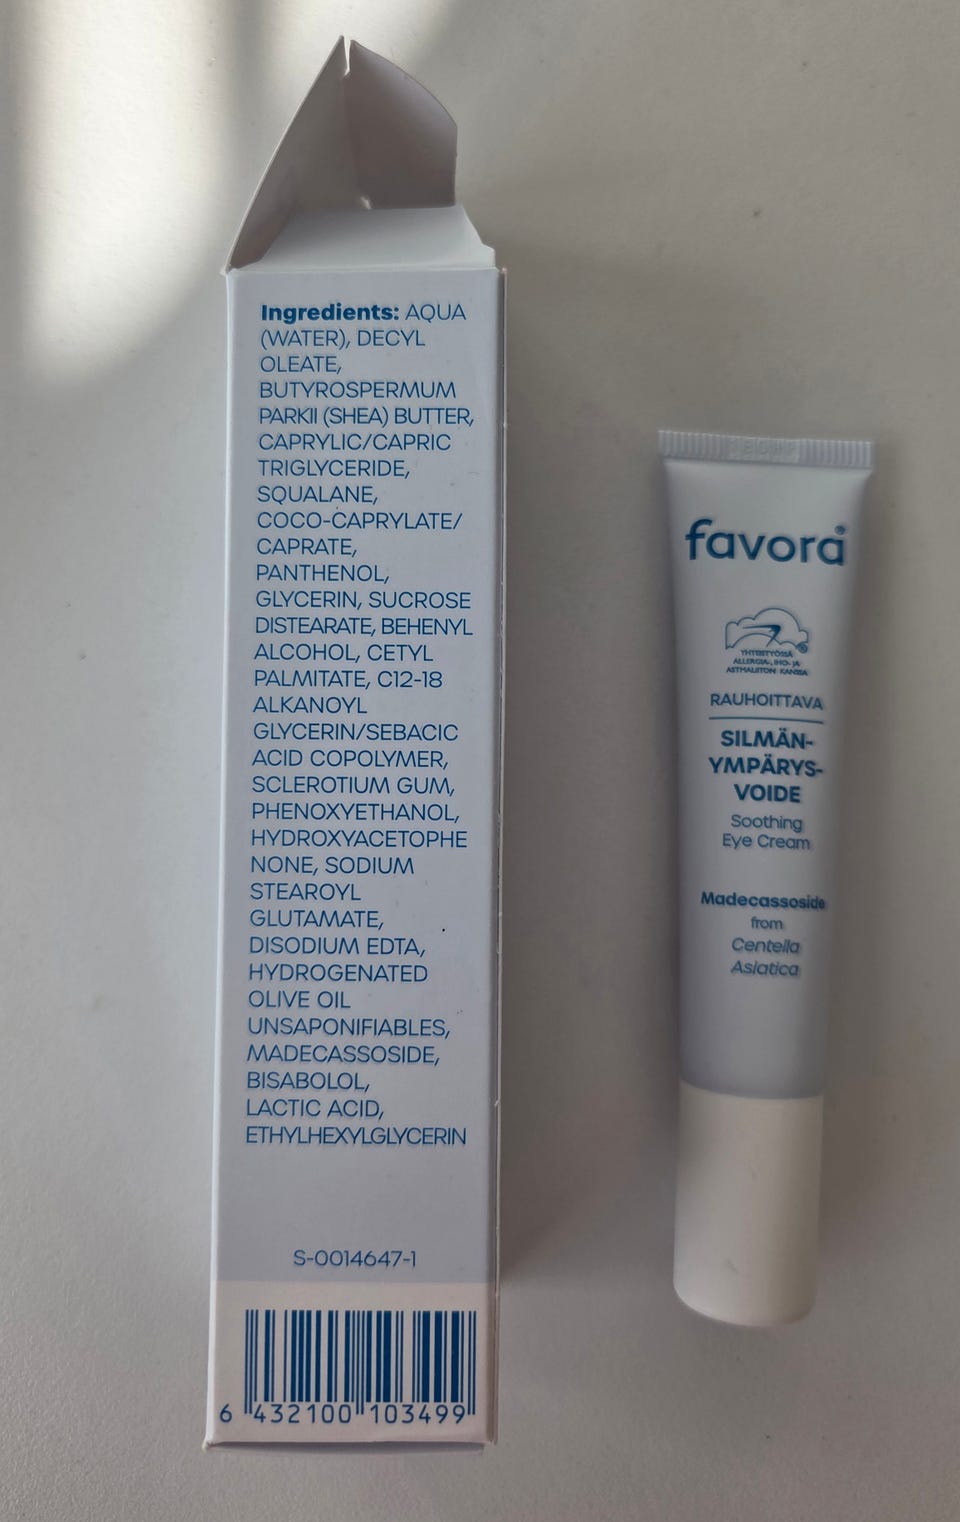 Ingredients: AQUA
(WATER), DECYL
OLEATE,
BUTYROSPERMUM
PARKII (SHEA) BUTTER,
CAPRYLIC/CAPRIC
TRIGLYCERIDE,
SQUALANE,
COCO-CAPRYLATE/
CAPRATE,
PANTHENOL,
GLYCERIN, SUCROSE
DISTEARATE, BEHENYL
ALCOHOL, CETYL
PALMITATE, C12-18
ALKANOYL
GLYCERIN/SEBACIC
ACID COPOLYMER,
SCLEROTIUM GUM,
PHENOXYETHANOL,
HYDROXYACETOPHE
NONE, SODIUM
STEAROYL
GLUTAMATE,
DISODIUM EDTA,
HYDROGENATED
OLIVE OIL
UNSAPONIFIABLES,
MADECASSOSIDE,
BISABOLOL,
LACTIC ACID,
ETHYLHEXYLGLYCERIN
S-0014647-1
6 432100 103499
favora®
YHTEISTYÖSSÄ
ALLERGIA-, IHO- JA
ASTMALIITON KANSSA
RAUHOITTAVA
SILMÄN-
YMPÄRYS-
VOIDE
Soothing
Eye Cream
Madecassoside
from
Centella
Asiatica